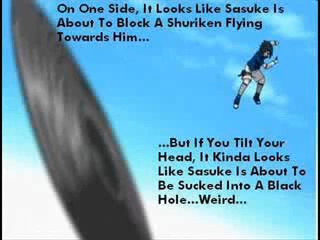 On One Side, It Looks Like Sasuke Is
About To Block A Shuriken Flying
Towards Him...
...But If You Tilt Your
Head, It Kinda Looks
Like Sasuke Is About To
Be Sucked Into A Black
Hole...Weird...